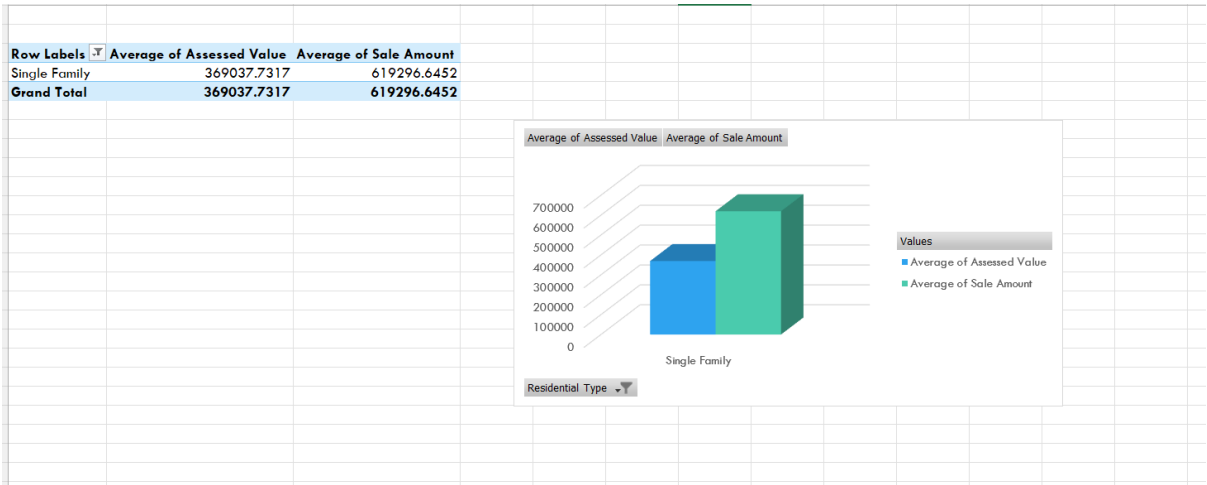 Row Labels Average of Assessed Value Average of Sale Amount
Single Family 369037.7317 619296.6452
Grand Total 369037.7317 619296.6452
Average of Assessed Value Average of Sale Amount
700000
600000
500000
400000
300000
200000
100000
0
Single Family
Values
Average of Assessed Value
Average of Sale Amount
Residential Type